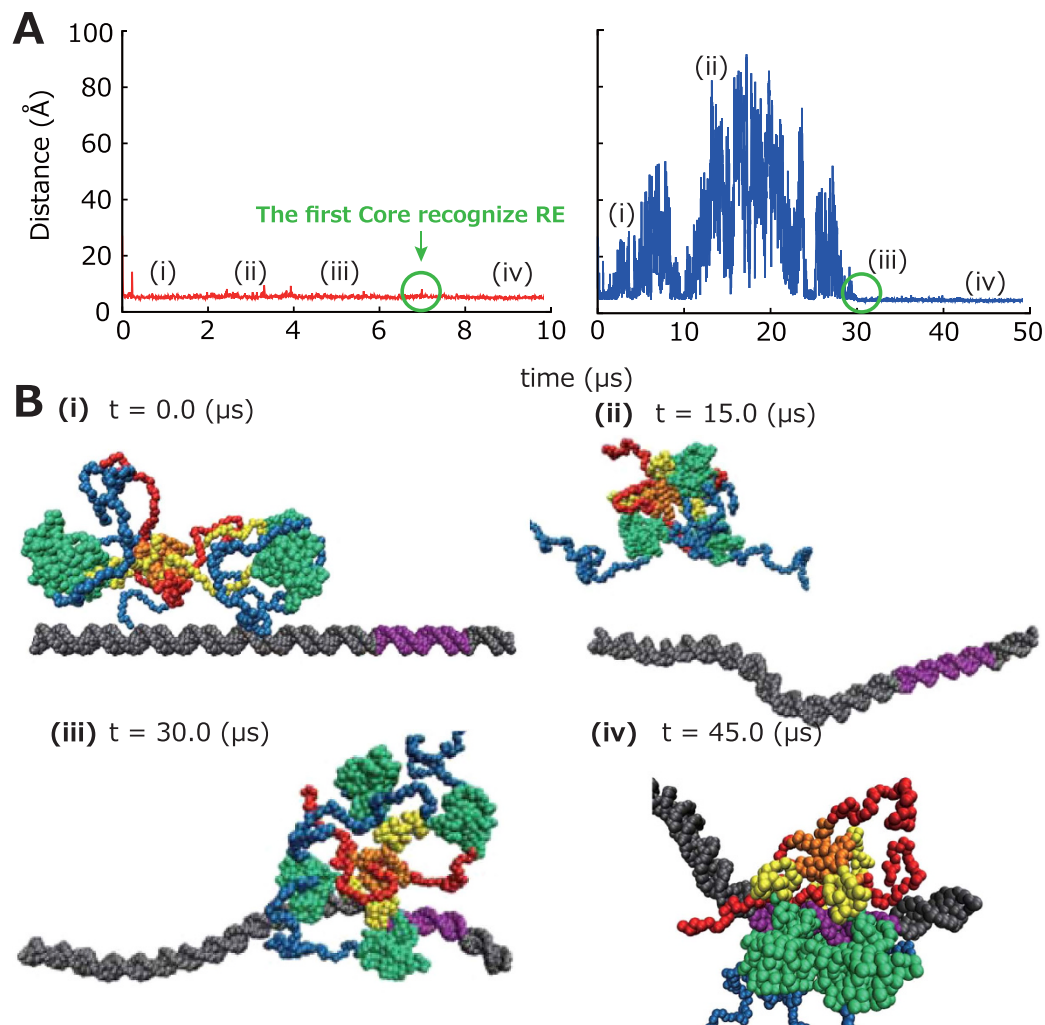 A
Distance (Å)
100
80
60
40
20
0
The first Core recognize RE
(i)
(ii)
(iii)
(iv)
0
2
4
6
8
10
(i)
(ii)
(iii)
(iv)
0
10
20
30
40
50
time (μs)
B
(i) t = 0.0 (μs)
(ii) t = 15.0 (μs)
(iii) t = 30.0 (μs)
(iv) t = 45.0 (μs)